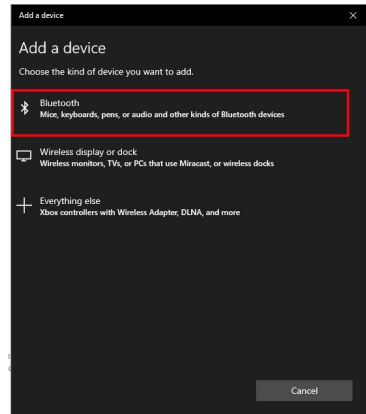 Add a device
Add a device
Choose the kind of device you want to add.
Bluetooth
Mice, keyboards, pens, or audio and other kinds of Bluetooth devices
Wireless display or dock
Wireless monitors, TVs, or PCs that use Miracast, or wireless docks
Everything else
Xbox controllers with Wireless Adapter, DLNA, and more
Cancel